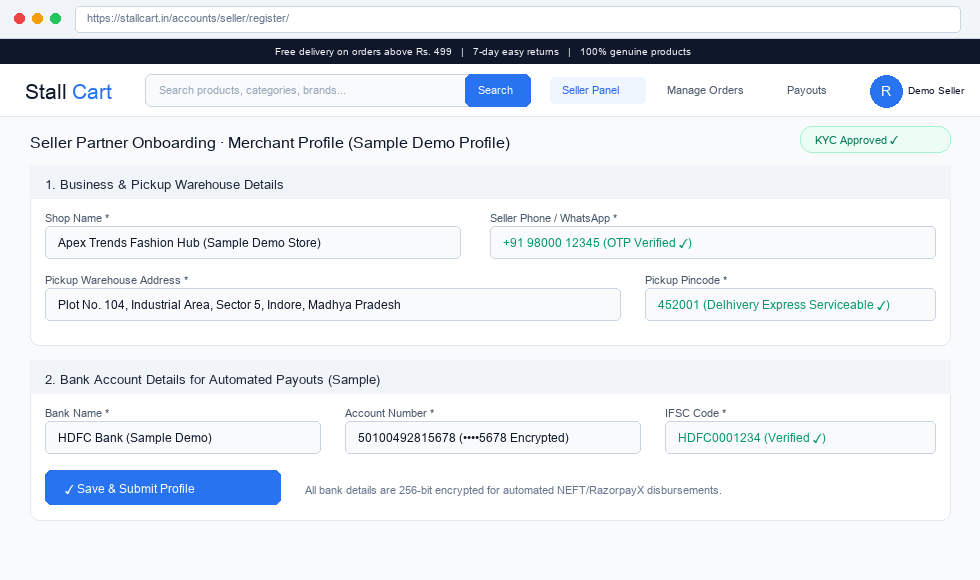 https://stallcart.in/accounts/seller/register/
Free delivery on orders above Rs. 499 | 7-day easy returns | 100% genuine products
Stall Cart
Search products, categories, brands...
Search
Seller Panel
Manage Orders
Payouts
R
Demo Seller
Seller Partner Onboarding · Merchant Profile (Sample Demo Profile)
KYC Approved ✓
1. Business & Pickup Warehouse Details
Shop Name *
Seller Phone / WhatsApp *
Apex Trends Fashion Hub (Sample Demo Store)
+91 98000 12345 (OTP Verified ✓)
Pickup Warehouse Address *
Pickup Pincode *
Plot No. 104, Industrial Area, Sector 5, Indore, Madhya Pradesh
452001 (Delhivery Express Serviceable ✓)
2. Bank Account Details for Automated Payouts (Sample)
Bank Name *
Account Number *
IFSC Code *
HDFC Bank (Sample Demo)
50100492815678 (••••5678 Encrypted)
HDFC0001234 (Verified ✓)
✓ Save & Submit Profile
All bank details are 256-bit encrypted for automated NEFT/RazorpayX disbursements.